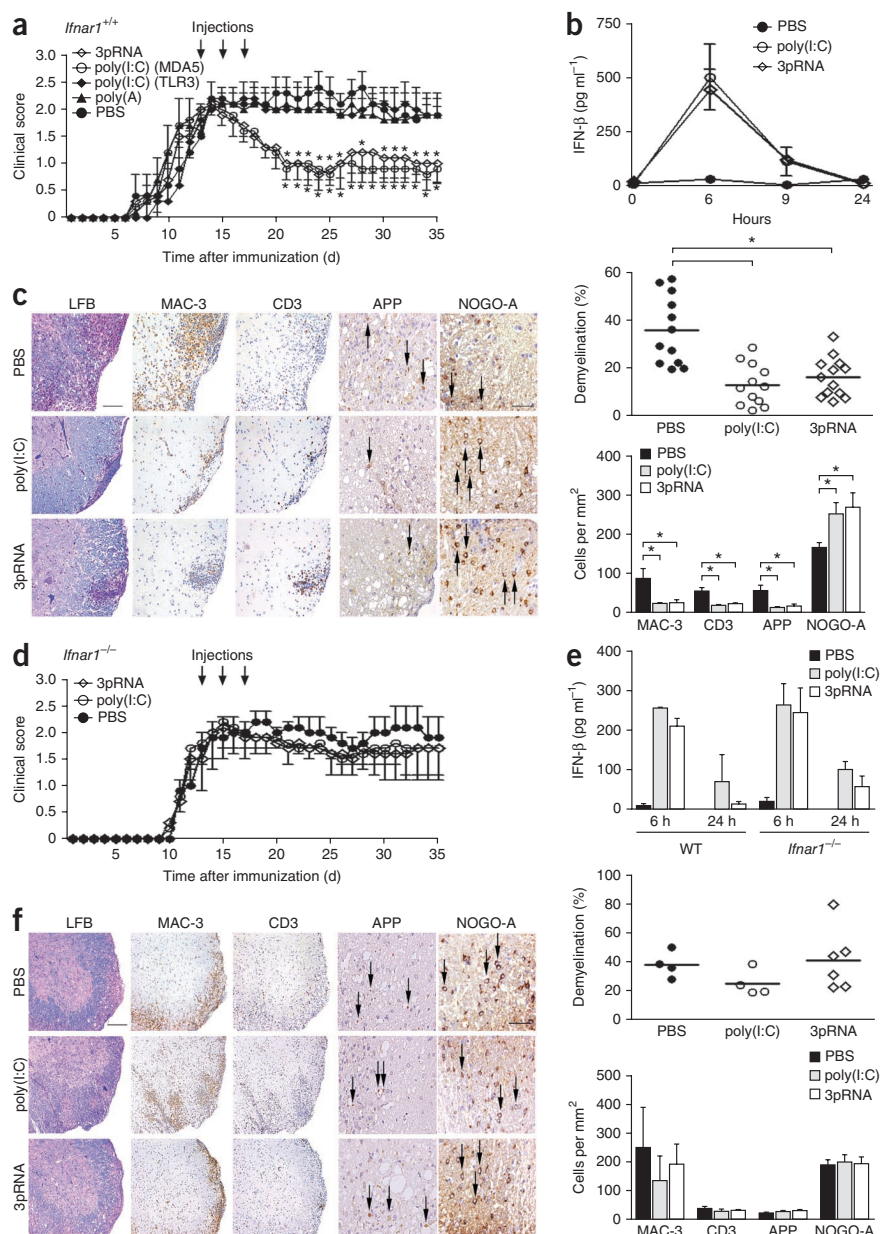 a
Ifnar1+/+
Injections
3pRNA
poly(I:C) (MDA5)
poly(I:C) (TLR3)
poly(A)
PBS
Clinical score
3.0
2.5
2.0
1.5
1.0
0.5
0
* * * * * * * * * * * *
* * * * * * * * * * * * * * *
5 10 15 20 25 30 35
Time after immunization (d)
b
IFN-β (pg ml−1)
750
500
250
0
PBS
poly(I:C)
3pRNA
0 6 9 24
Hours
Demyelination (%)
60
40
20
0
*
PBS poly(I:C) 3pRNA
Cells per mm2
400
300
200
100
0
PBS
poly(I:C)
3pRNA
* * * * * * * *
MAC-3 CD3 APP NOGO-A
c
LFB MAC-3 CD3 APP NOGO-A
PBS
poly(I:C)
3pRNA
d
Ifnar1−/−
Injections
3pRNA
poly(I:C)
PBS
Clinical score
3.0
2.5
2.0
1.5
1.0
0.5
0
5 10 15 20 25 30 35
Time after immunization (d)
e
IFN-β (pg ml−1)
400
300
200
100
0
PBS
poly(I:C)
3pRNA
6 h 24 h 6 h 24 h
WT Ifnar1−/−
Demyelination (%)
100
80
60
40
20
0
PBS poly(I:C) 3pRNA
Cells per mm2
500
400
300
200
100
0
PBS
poly(I:C)
3pRNA
MAC-3 CD3 APP NOGO-A
f
LFB MAC-3 CD3 APP NOGO-A
PBS
poly(I:C)
3pRNA